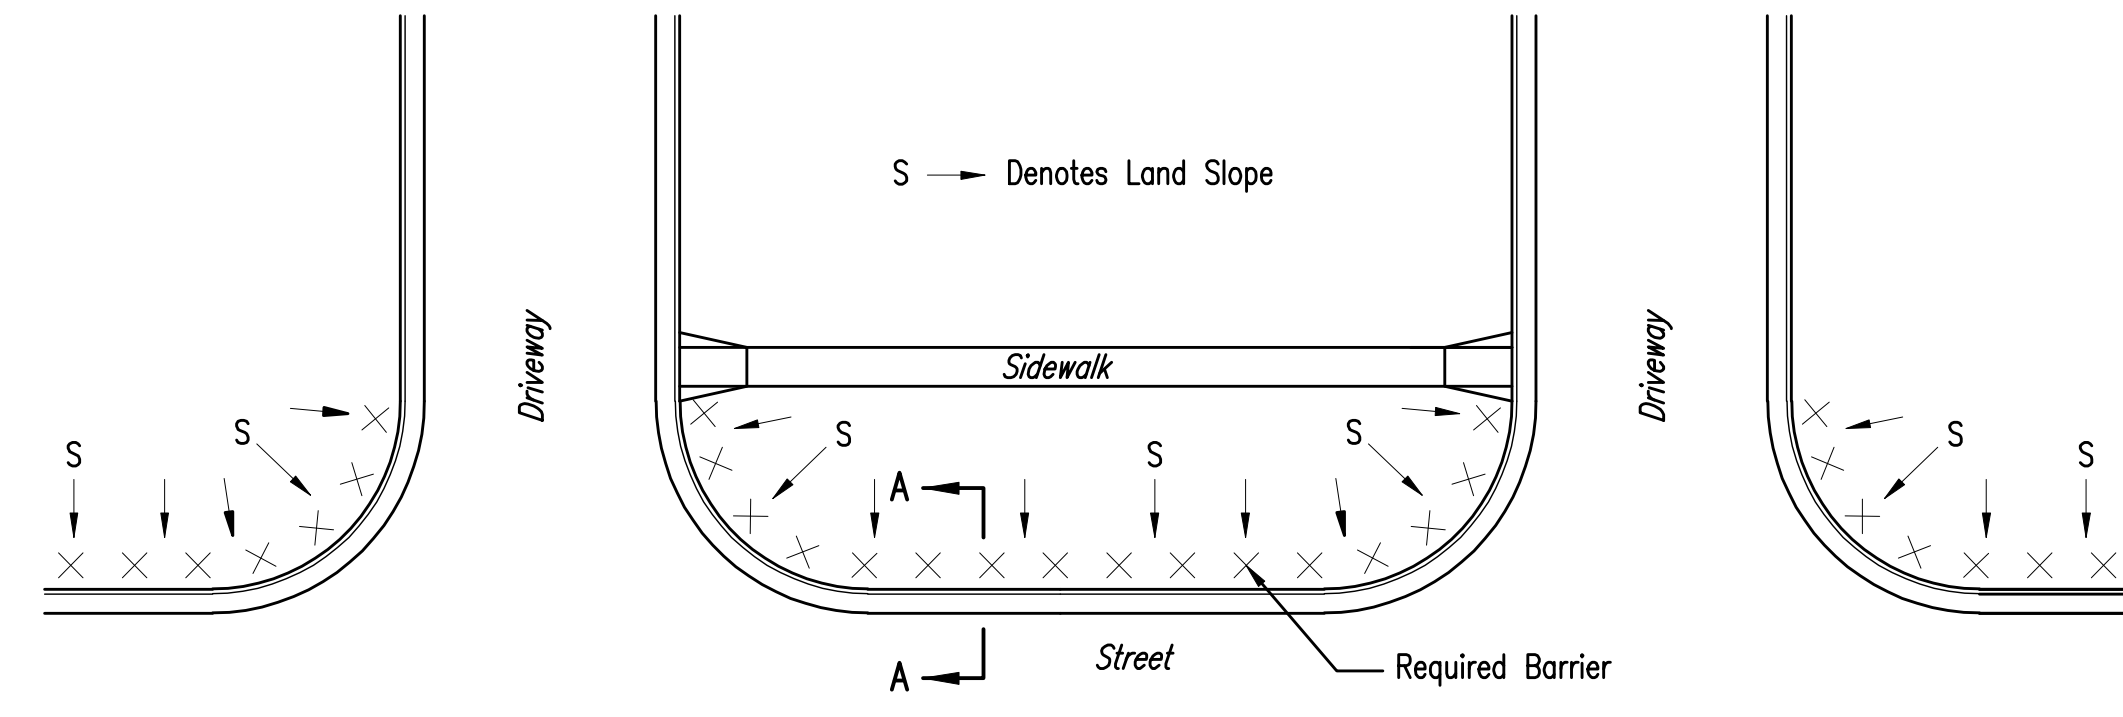 S → Denotes Land Slope
Driveway
Driveway
Sidewalk
S
S
S
S
S
S
S
A
A
Street
Required Barrier